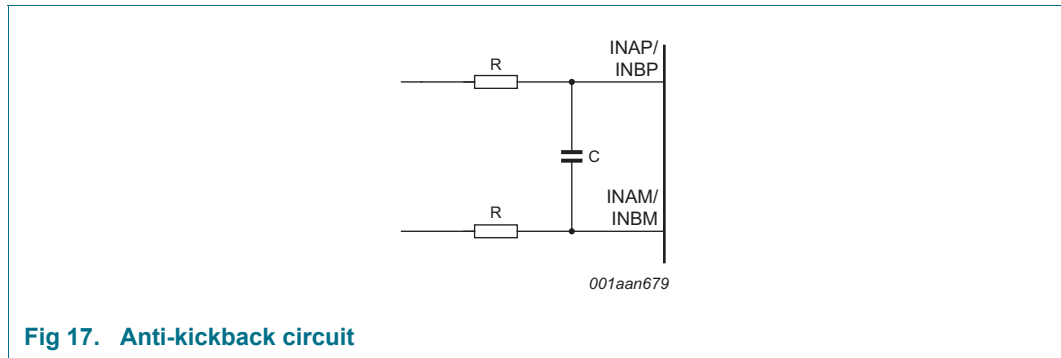 INAP/
INBP
R
C
INAM/
INBM
R
001aan679
Fig 17. Anti-kickback circuit